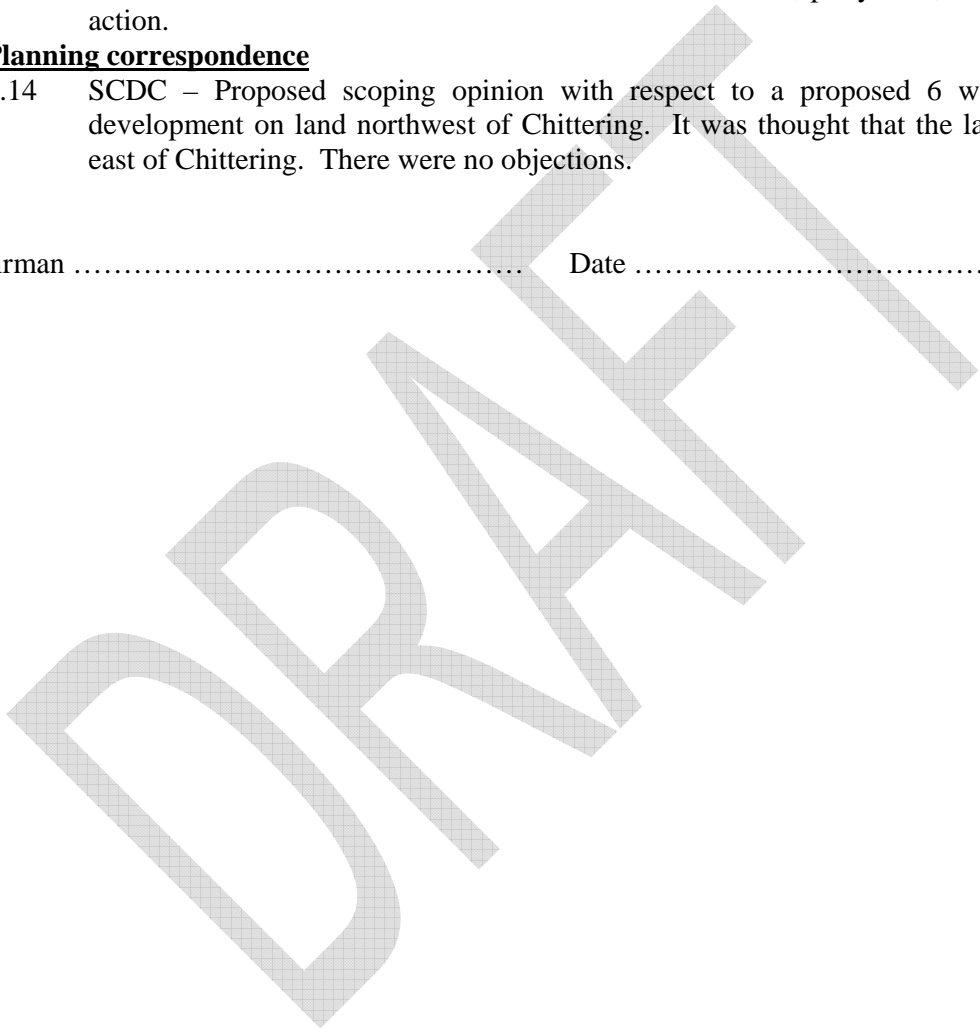 action.
Planning correspondence
.14 SCDC – Proposed scoping opinion with respect to a proposed 6 w
development on land northwest of Chittering. It was thought that the la
east of Chittering. There were no objections.
irman ………………………………… Date ……………………………
DRAFT